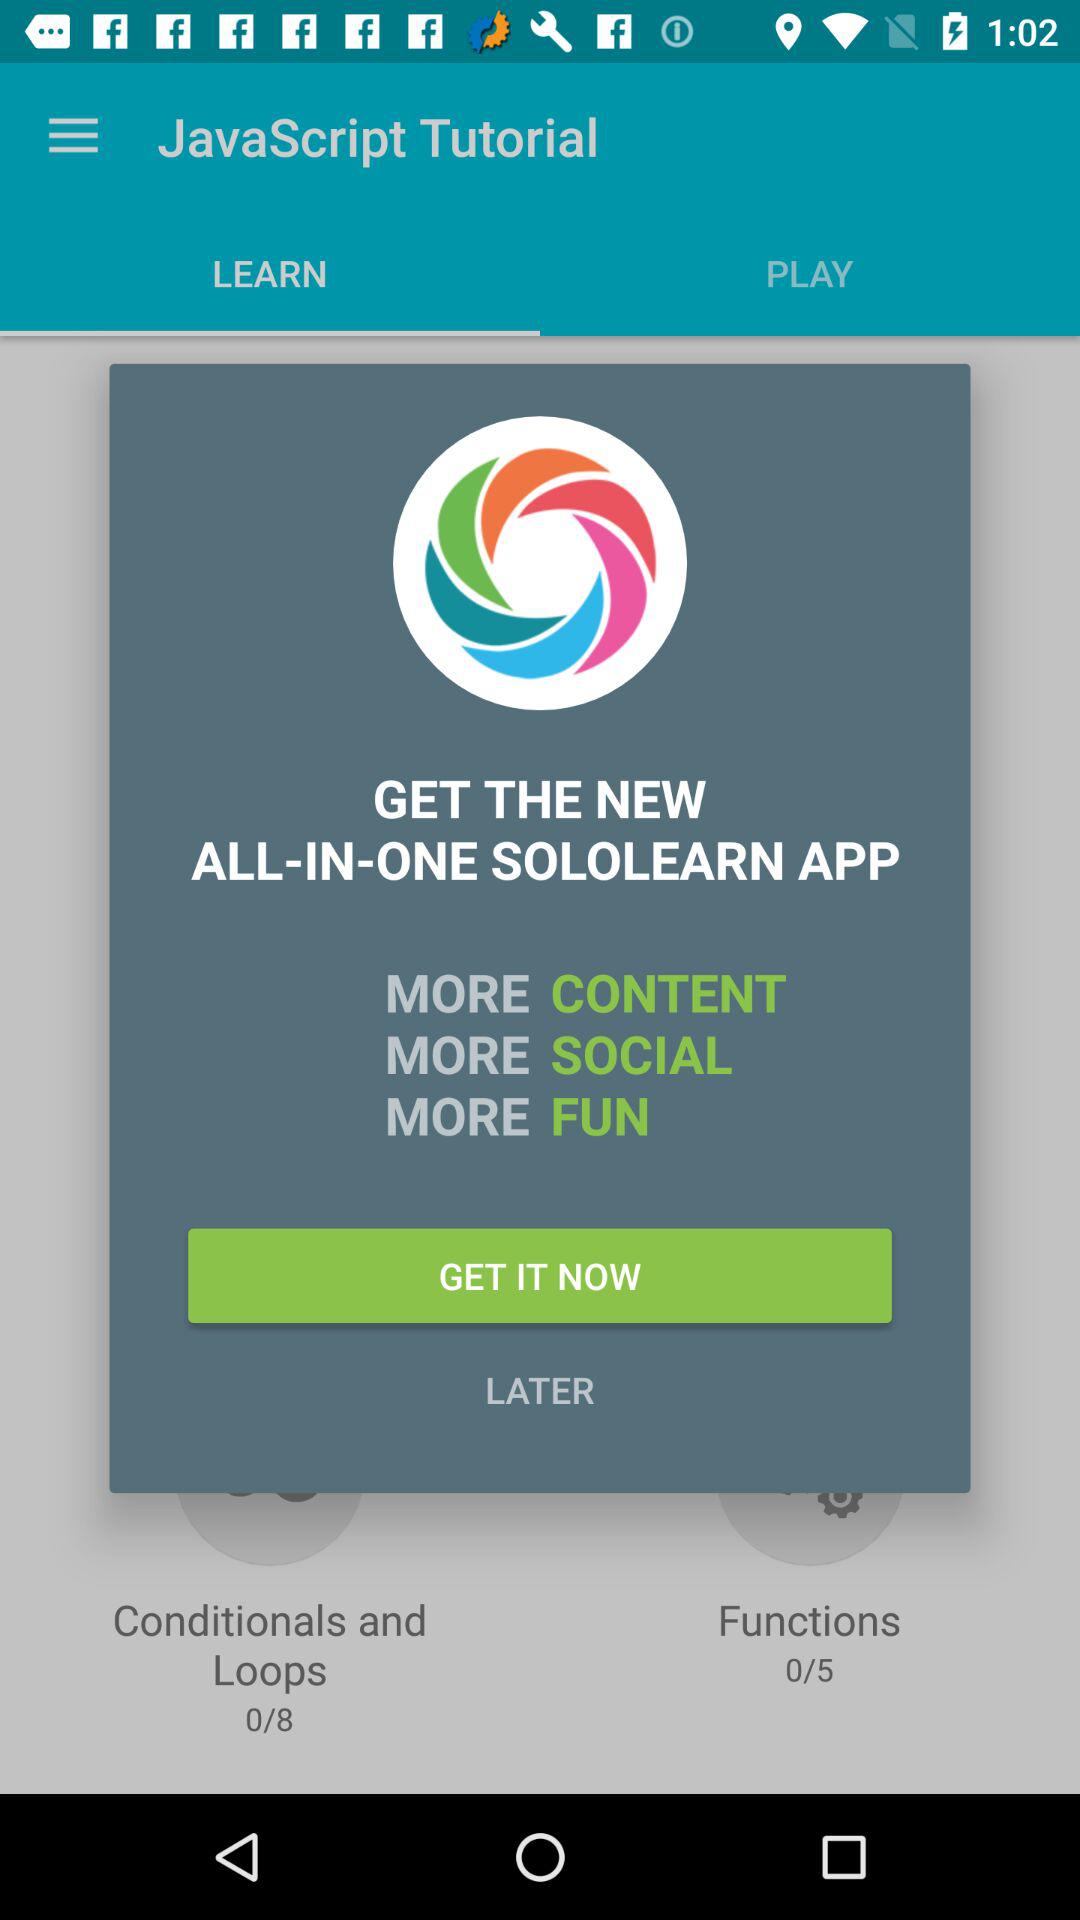 1:02
JavaScript Tutorial
LEARN PLAY
GET THE NEW
ALL-IN-ONE SOLOLEARN APP
MORE CONTENT
MORE SOCIAL
MORE FUN
GET IT NOW
LATER
Conditionals and
Loops
0/8
Functions
0/5